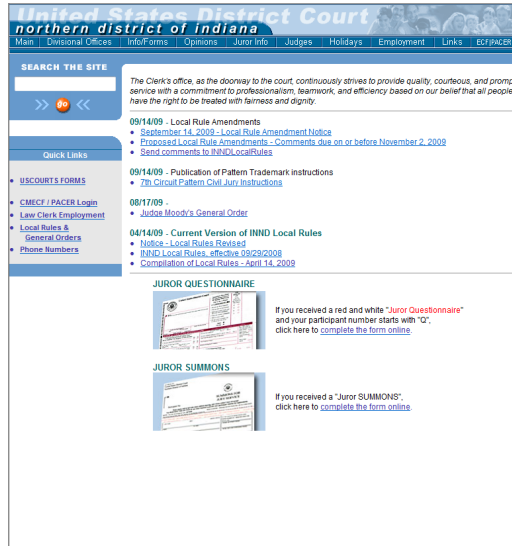 United States District Court
northern district of indiana
Main Divisional Offices Info/Forms Opinions Juror Info Judges Holidays Employment Links ECF|PACER
SEARCH THE SITE
go
Quick Links
USCOURTS FORMS
CMECF / PACER Login
Law Clerk Employment
Local Rules &
General Orders
Phone Numbers
The Clerk's office, as the doorway to the court, continuously strives to provide quality, courteous, and promp
service with a commitment to professionalism, teamwork, and efficiency based on our belief that all people
have the right to be treated with fairness and dignity.
09/14/09 - Local Rule Amendments
September 14, 2009 - Local Rule Amendment Notice
Proposed Local Rule Amendments - Comments due on or before November 2, 2009
Send comments to INNDLocalRules
09/14/09 - Publication of Pattern Trademark instructions
7th Circuit Pattern Civil Jury Instructions
08/17/09 -
Judge Moody's General Order
04/14/09 - Current Version of INND Local Rules
Notice - Local Rules Revised
INND Local Rules, effective 09/29/2008
Compilation of Local Rules - April 14, 2009
JUROR QUESTIONNAIRE
If you received a red and white "Juror Questionnaire"
and your participant number starts with "Q",
click here to complete the form online.
JUROR SUMMONS
If you received a "Juror SUMMONS",
click here to complete the form online.